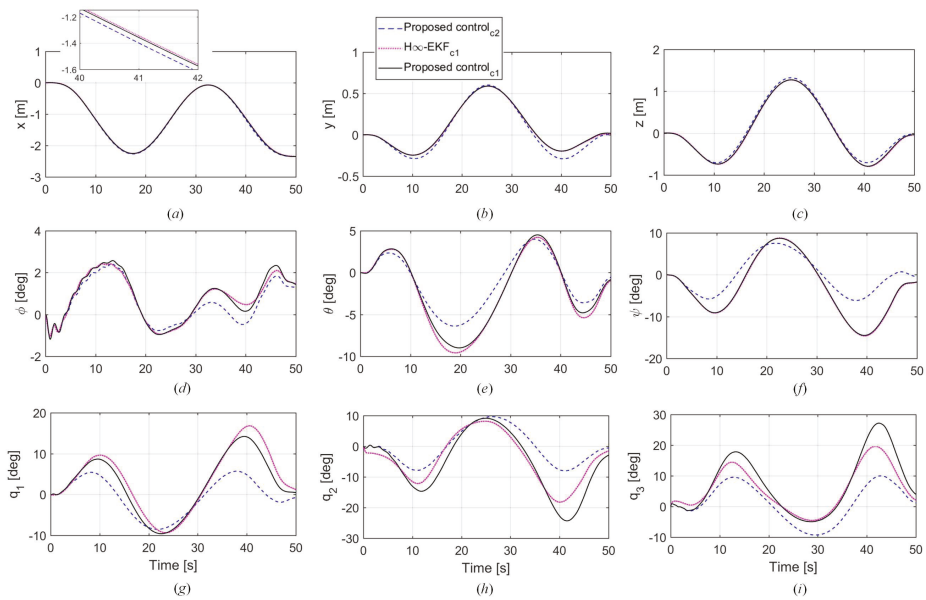 -1.2
-1.4
-1.6
40 41 42
1
0
-1
-2
-3
x [m]
0 10 20 30 40 50
(a)
Proposed control_c2
H∞-EKF_c1
Proposed control_c1
1
0.5
0
-0.5
y [m]
0 10 20 30 40 50
(b)
2
1
0
-1
z [m]
0 10 20 30 40 50
(c)
4
2
0
-2
ϕ [deg]
0 10 20 30 40 50
(d)
5
0
-5
-10
θ [deg]
0 10 20 30 40 50
(e)
10
0
-10
-20
ψ [deg]
0 10 20 30 40 50
(f)
20
10
0
-10
q_1 [deg]
0 10 20 30 40 50
Time [s]
(g)
10
0
-10
-20
-30
q_2 [deg]
0 10 20 30 40 50
Time [s]
(h)
30
20
10
0
-10
q_3 [deg]
0 10 20 30 40 50
Time [s]
(i)